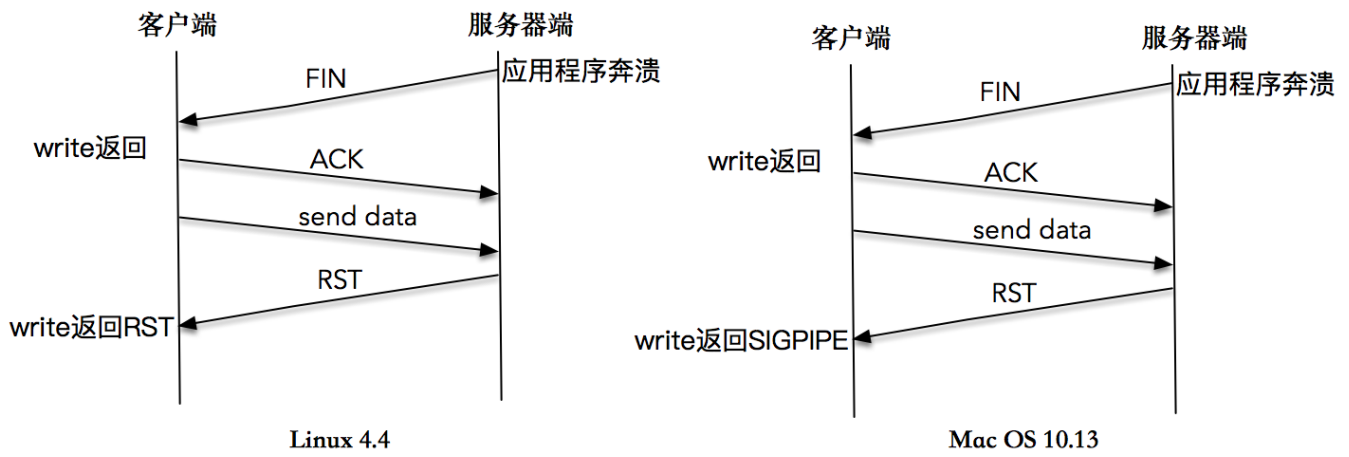 客户端
服务器端
应用程序奔溃
FIN
write返回
ACK
send data
RST
write返回RST
Linux 4.4
客户端
服务器端
应用程序奔溃
FIN
write返回
ACK
send data
RST
write返回SIGPIPE
Mac OS 10.13